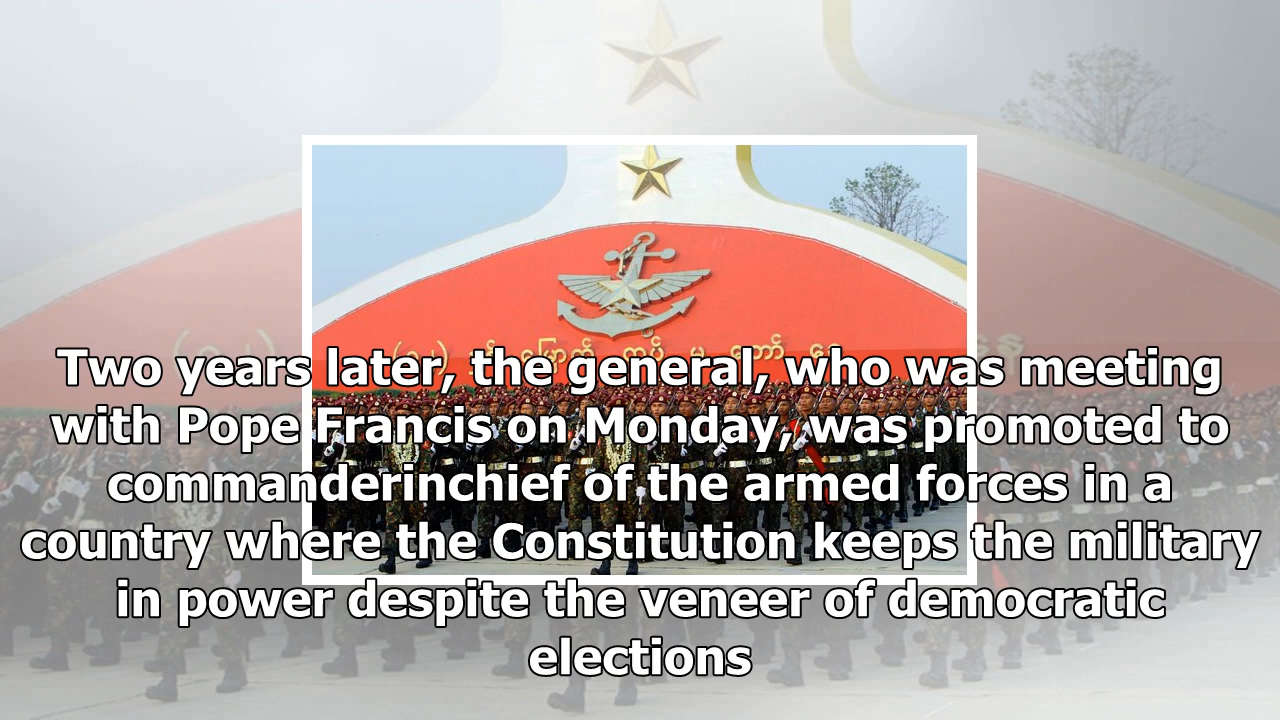 Two years later, the general, who was meeting
with Pope Francis on Monday, was promoted to
commanderinchief of the armed forces in a
country where the Constitution keeps the military
in power despite the veneer of democratic
elections